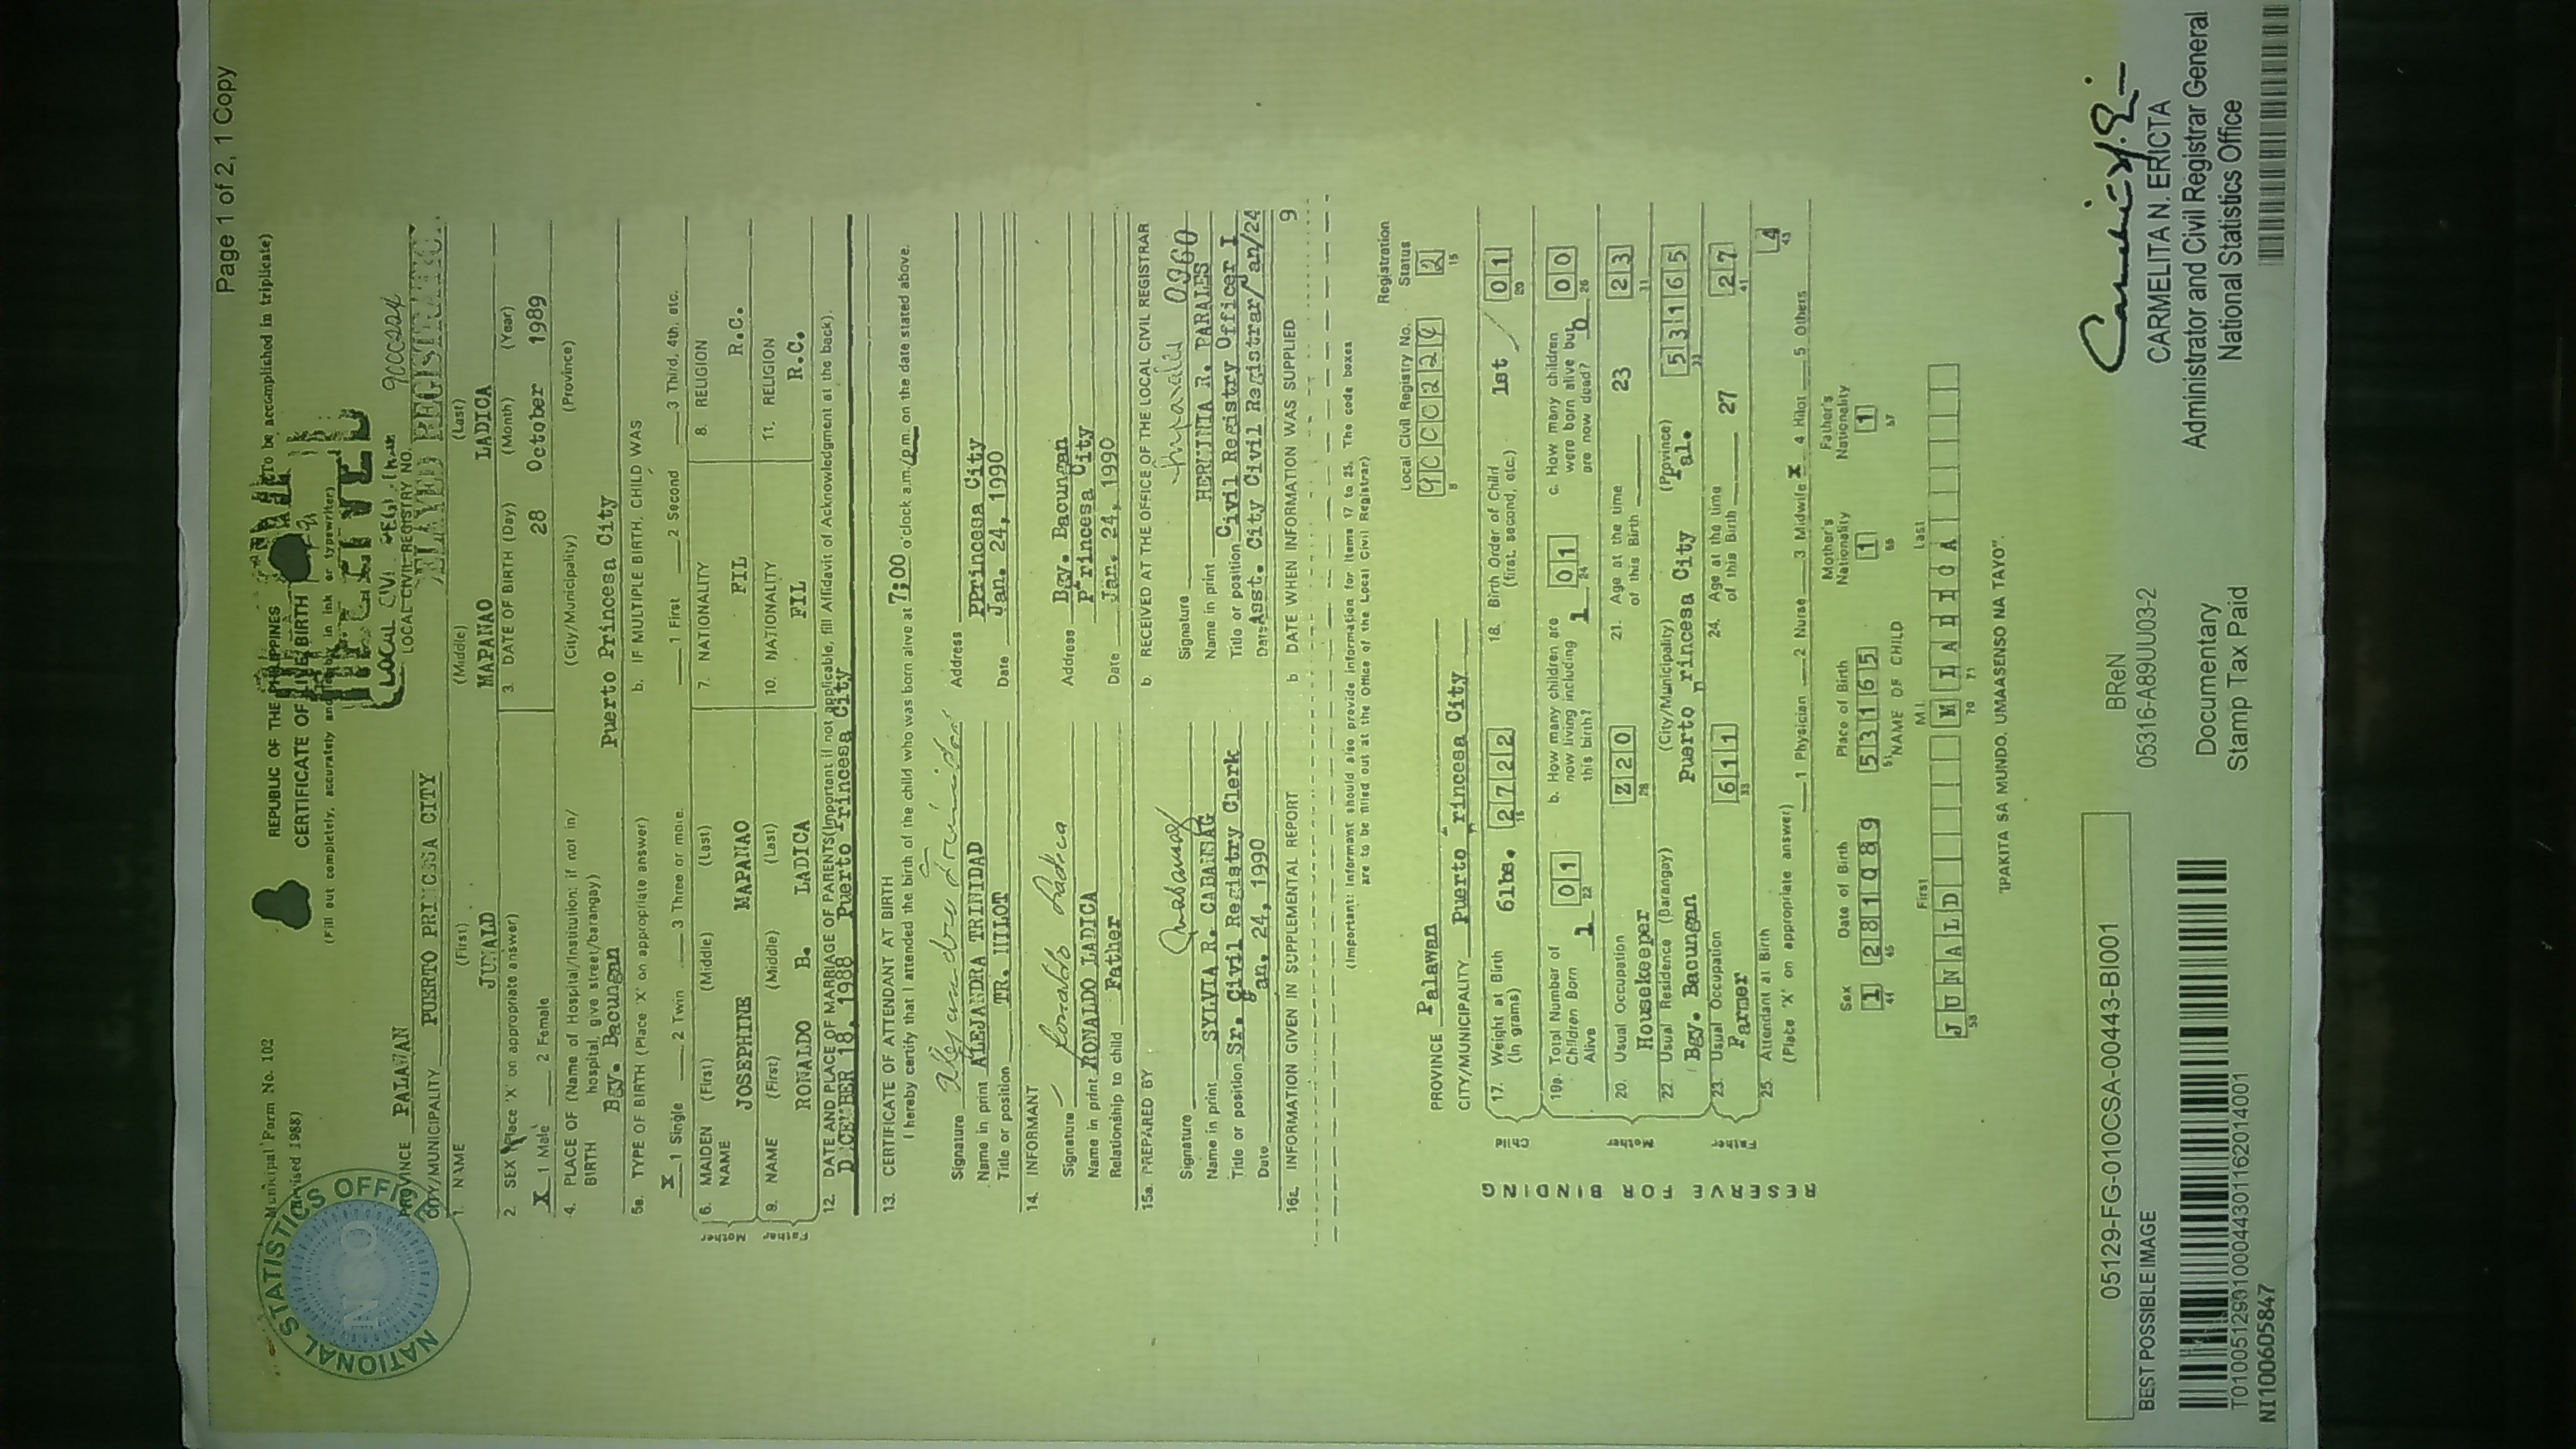 Page 1 of 2, 1 Copy
Municipal Form No. 102
(Revised 1988)
(To be accomplished in triplicate)
REPUBLIC OF THE PHILIPPINES
CERTIFICATE OF LIVE BIRTH
(Fill out completely, accurately and legibly in ink or typewriter)
NATIONAL STATISTICS OFFICE
NSO
RECEIVED
PROVINCE PALAWAN
CITY/MUNICIPALITY PUERTO PRINCESA CITY
LOCAL CIVIL REGISTRY NO.
DELAYED REGISTRATION
1. NAME (First) (Middle) (Last)
JUNALD MAPANAO LADICA
2. SEX (Place 'X' on appropriate answer)
X 1 Male 2 Female
3. DATE OF BIRTH (Day) (Month) (Year)
28 October 1989
4. PLACE OF BIRTH (Name of Hospital/Institution; if not in/ hospital, give street/barangay) (City/Municipality) (Province)
Bgy. Bacungan Puerto Princesa City
5a. TYPE OF BIRTH (Place 'X' on appropriate answer)
X 1 Single 2 Twin 3 Three or more
b. IF MULTIPLE BIRTH, CHILD WAS
1 First 2 Second 3 Third, 4th, etc.
Mother
6. MAIDEN NAME (First) (Middle) (Last)
JOSEPHINE MAPANAO
7. NATIONALITY
FIL
8. RELIGION
R.C.
Father
9. NAME (First) (Middle) (Last)
RONALDO B. LADICA
10. NATIONALITY
FIL
11. RELIGION
R.C.
12. DATE AND PLACE OF MARRIAGE OF PARENTS (Important if not applicable, fill Affidavit of Acknowledgment at the back).
DECEMBER 18, 1988 Puerto Princesa City
13. CERTIFICATE OF ATTENDANT AT BIRTH
I hereby certify that I attended the birth of the child who was born alive at 7:00 o'clock a.m./p.m. on the date stated above.
Signature Address
Name in print ALEJANDRA TRINIDAD PPrincesa City
Title or position TR. HILOT Date Jan. 24, 1990
14. INFORMANT
Signature Ronaldo Ladica Address Bgy. Bacungan
Name in print RONALDO LADICA Princesa City
Relationship to child Father Date Jan. 24, 1990
15a. PREPARED BY
Signature
Name in print SYLVIA R. CABANAG
Title or position Sr. Civil Registry Clerk
Date Jan. 24, 1990
b. RECEIVED AT THE OFFICE OF THE LOCAL CIVIL REGISTRAR
Signature
Name in print HERMINIA R. PARALES
Title or position Civil Registry Officer I
Date Asst. City Civil Registrar/Jan/24
16a. INFORMATION GIVEN IN SUPPLEMENTAL REPORT
b DATE WHEN INFORMATION WAS SUPPLIED
9
(Important: Informant should also provide information for items 17 to 25. The code boxes
are to be filled out at the Office of the Local Civil Registrar)
RESERVE FOR BINDING
PROVINCE Palawan
CITY/MUNICIPALITY Puerto Princesa City
Local Civil Registry No.
Registration Status
2
Child
17. Weight at Birth (In grams) 6lbs. 2722
18. Birth Order of Child (first, second, etc.) 1st 01
19a. Total Number of Children Born Alive 1 01
b. How many children are now living including this birth? 1 01
c. How many children were born alive but are now dead? 0 00
Mother
20. Usual Occupation
Housekeeper
21. Age at the time of this Birth 23 23
22. Usual Residence (Barangay) (City/Municipality) (Province)
Bgy. Bacungan Puerto Princesa City Pal. 53165
Father
23. Usual Occupation
Farmer 611
24. Age at the time of this Birth 27 27
25. Attendant at Birth
(Place 'X' on appropriate answer) 1 Physician 2 Nurse 3 Midwife X 4 Hilot 5 Others 4
Sex Date of Birth Place of Birth Mother's Nationality Father's Nationality
1 281089 53165 1 1
NAME OF CHILD
First M.I. Last
JUNALD M LADICA
"PAKITA SA MUNDO, UMAASENSO NA TAYO".
05129-FG-010CSA-00443-BI001
BEST POSSIBLE IMAGE
T010051290100044301162014001
NI100605847
BReN
05316-A89UU03-2
Documentary
Stamp Tax Paid
CARMELITA N. ERICTA
Administrator and Civil Registrar General
National Statistics Office